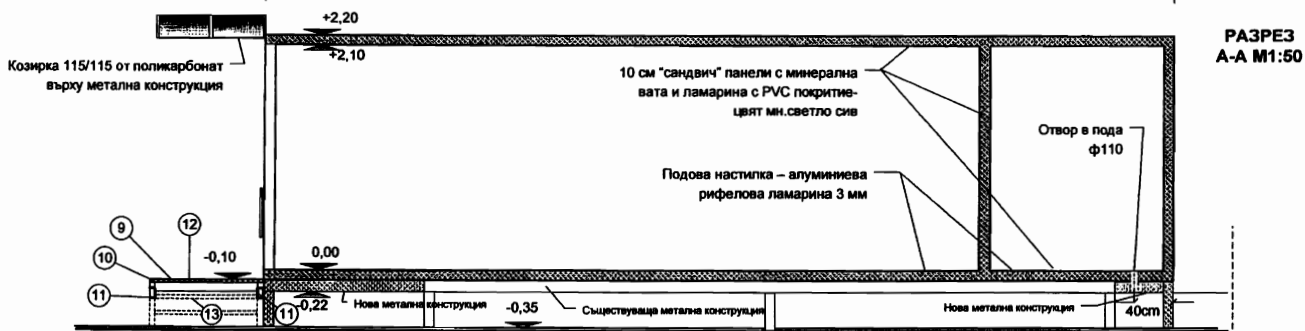 +2,20
РАЗРЕЗ
А-А М1:50
+2,10
Козирка 115/115 от поликарбонат
върху метална конструкция
10 см "сандвич" панели с минерална
вата и ламарина с PVC покритие-
цвят мн.светло сив
Отвор в пода
ф110
Подова настилка – алуминиева
рифелова ламарина 3 мм
9
12
10
-0,10
0,00
11
13
11
-0,22
Нова метална конструкция
-0,35
Съществуваща метална конструкция
Нова метална конструкция
40cm